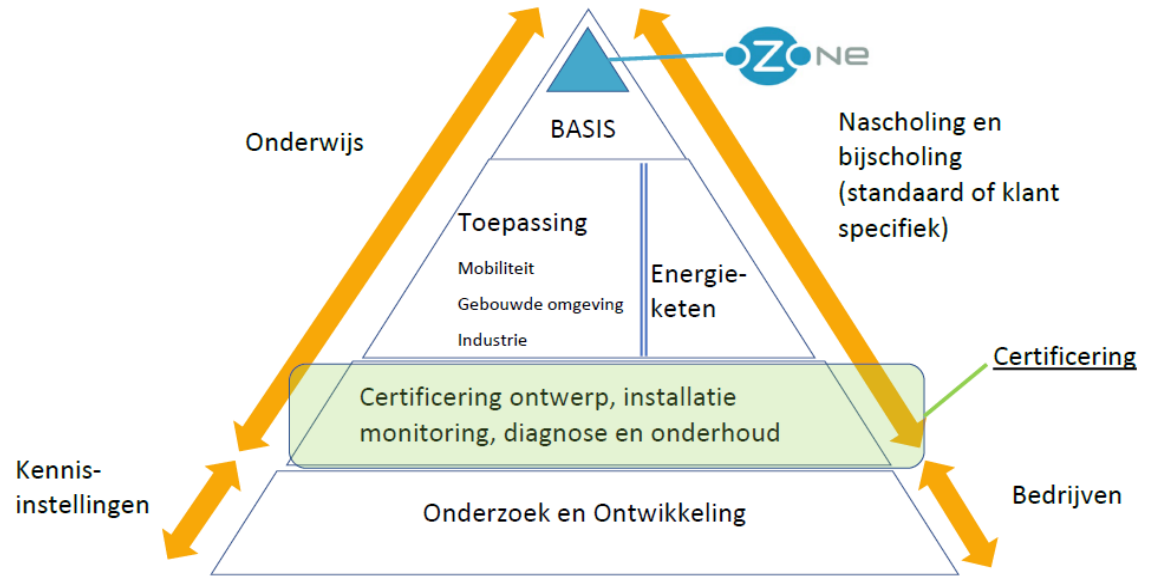 oZone
Onderwijs
BASIS
Nascholing en
bijscholing
(standaard of klant
specifiek)
Toepassing
Mobiliteit
Gebouwde omgeving
Industrie
Energie-
keten
Certificering
Certificering ontwerp, installatie
monitoring, diagnose en onderhoud
Kennis-
instellingen
Onderzoek en Ontwikkeling
Bedrijven